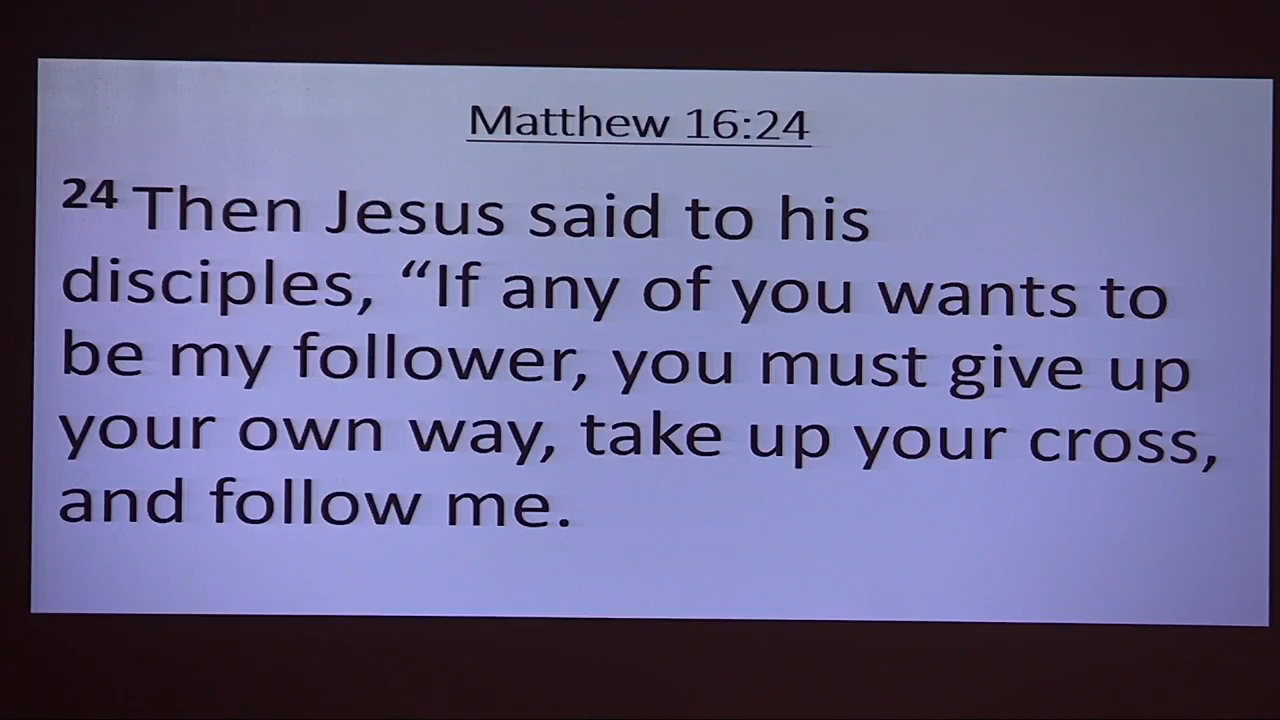 Matthew 16:24
24 Then Jesus said to his
disciples, “If any of you wants to
be my follower, you must give up
your own way, take up your cross,
and follow me.